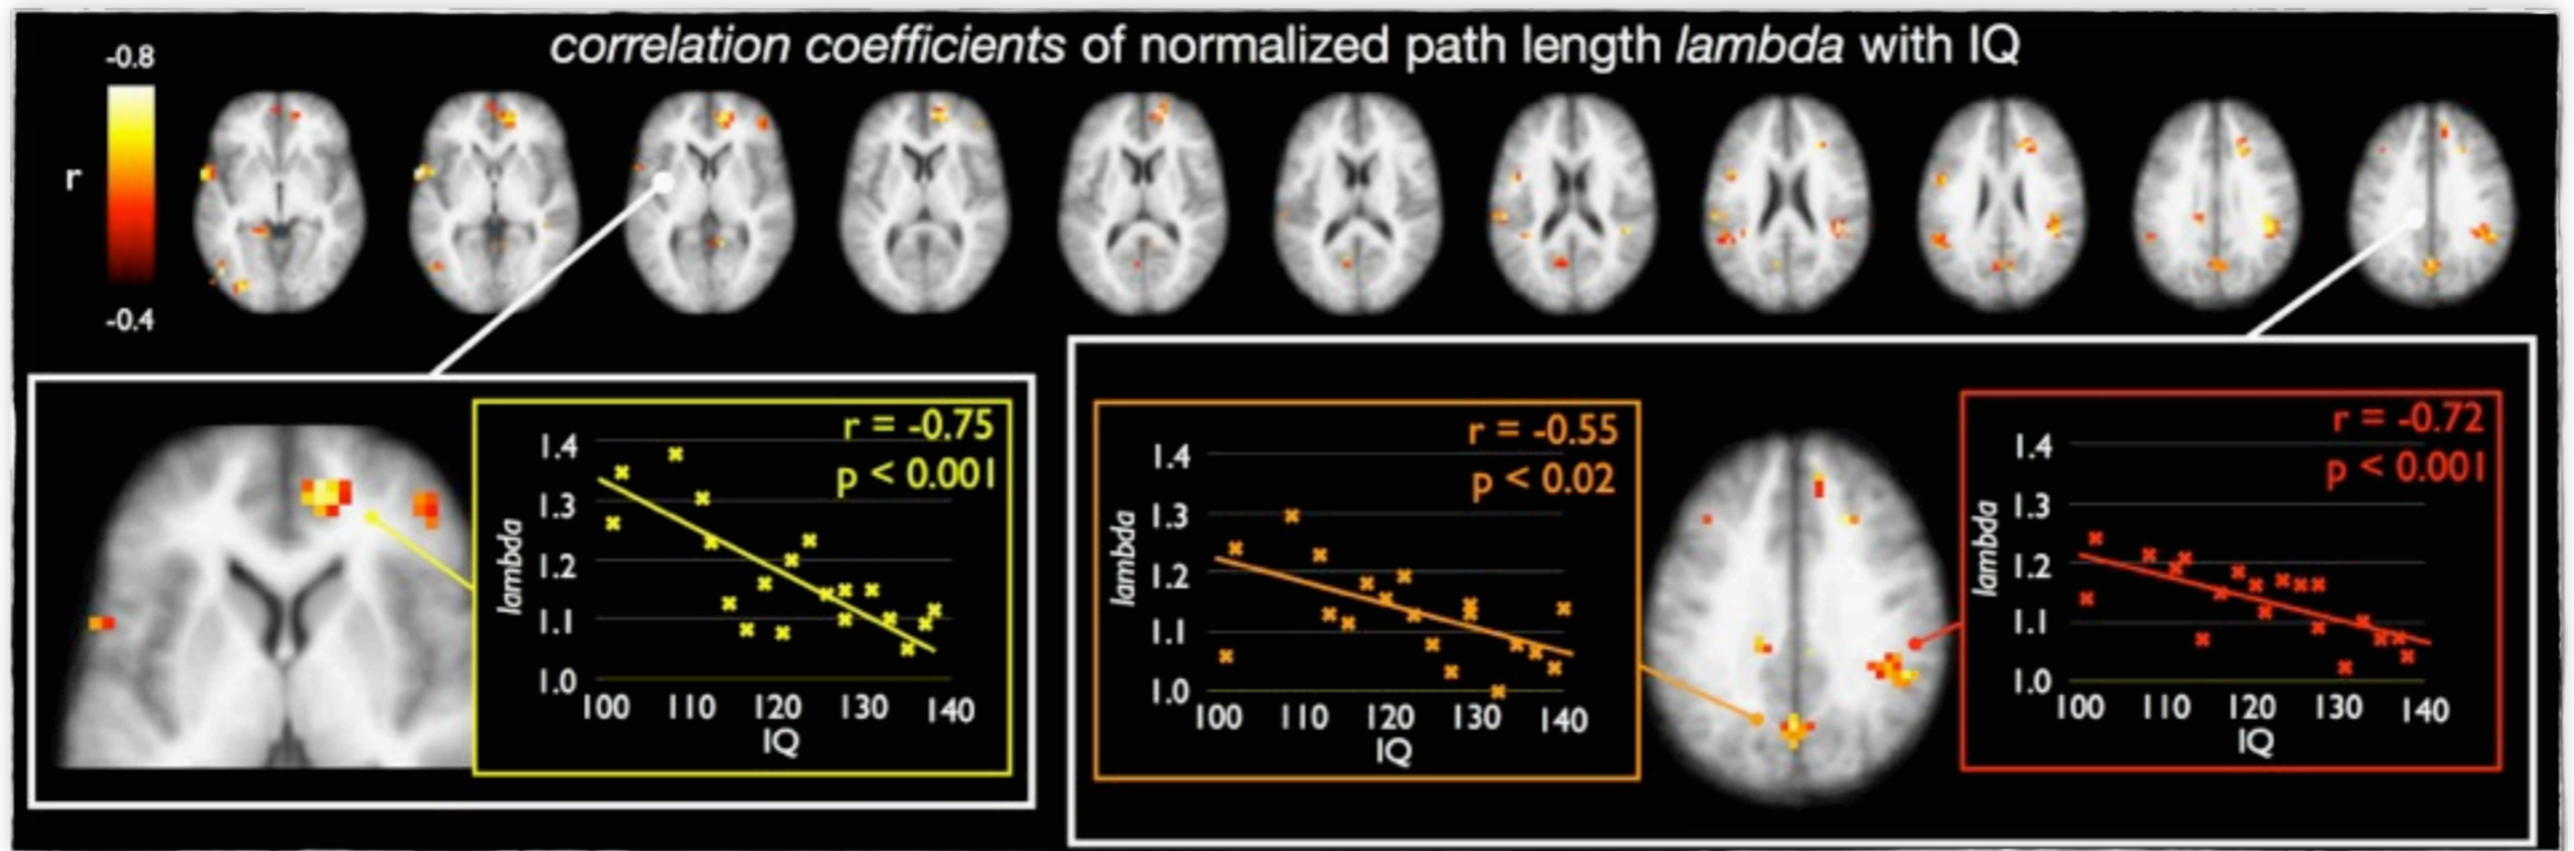 correlation coefficients of normalized path length lambda with IQ
-0.8
r
-0.4
r = -0.75
p < 0.001
1.4
1.3
1.2
1.1
1.0
lambda
100 110 120 130 140
IQ
r = -0.55
p < 0.02
1.4
1.3
1.2
1.1
1.0
lambda
100 110 120 130 140
IQ
r = -0.72
p < 0.001
1.4
1.3
1.2
1.1
1.0
lambda
100 110 120 130 140
IQ